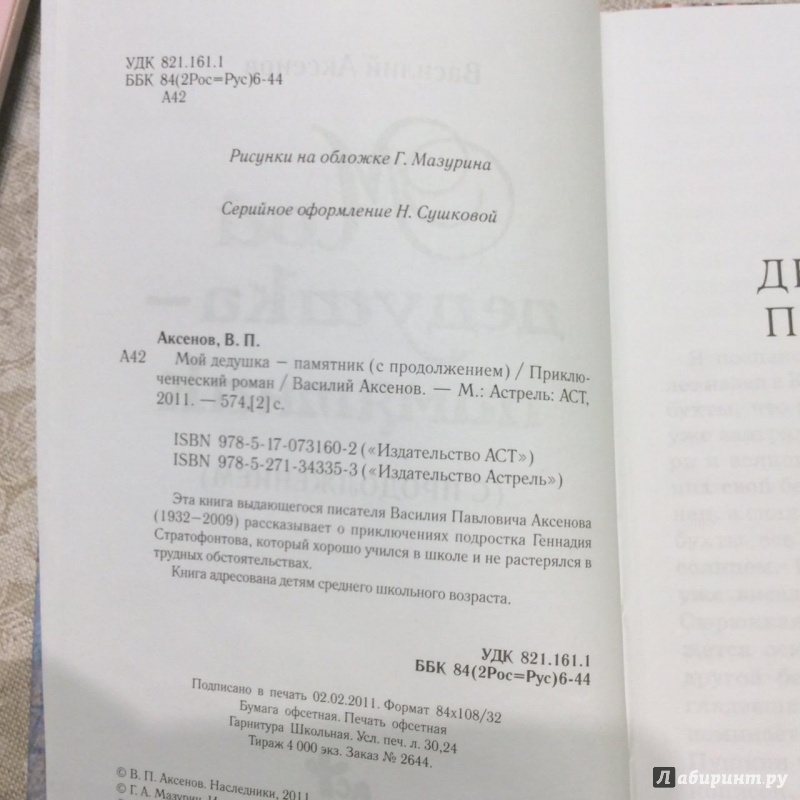 УДК 821.161.1
ББК 84(2Рос=Рус)6-44
А42
Рисунки на обложке Г. Мазурина
Серийное оформление Н. Сушковой
Аксенов, В. П.
А42 Мой дедушка — памятник (с продолжением) / Приклю-
ченческий роман / Василий Аксенов. — М.: Астрель: АСТ,
2011. — 574,[2] с.
ISBN 978-5-17-073160-2 («Издательство АСТ»)
ISBN 978-5-271-34335-3 («Издательство Астрель»)
Эта книга выдающегося писателя Василия Павловича Аксенова
(1932—2009) рассказывает о приключениях подростка Геннадия
Стратофонтова, который хорошо учился в школе и не растерялся в
трудных обстоятельствах.
Книга адресована детям среднего школьного возраста.
УДК 821.161.1
ББК 84(2Рос=Рус)6-44
Подписано в печать 02.02.2011. Формат 84х108/32
Бумага офсетная. Печать офсетная
Гарнитура Школьная. Усл. печ. л. 30,24
Тираж 4 000 экз. Заказ № 2644.
© В. П. Аксенов. Наследники, 2011
© Г. А. Мазурин,
Лабиринт.ру